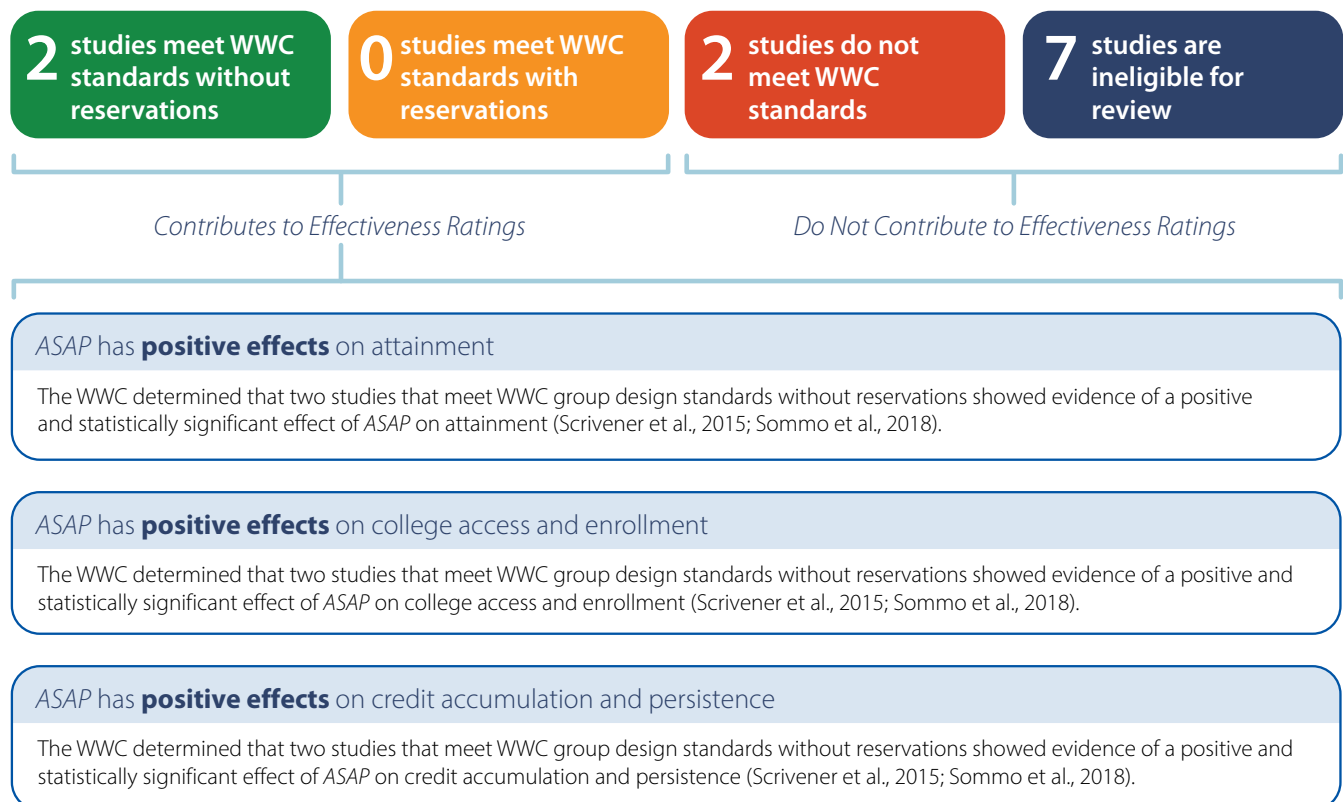 2 studies meet WWC
standards without
reservations
0 studies meet WWC
standards with
reservations
2 studies do not
meet WWC
standards
7 studies are
ineligible for
review
Contributes to Effectiveness Ratings
Do Not Contribute to Effectiveness Ratings
ASAP has positive effects on attainment
The WWC determined that two studies that meet WWC group design standards without reservations showed evidence of a positive
and statistically significant effect of ASAP on attainment (Scrivener et al., 2015; Sommo et al., 2018).
ASAP has positive effects on college access and enrollment
The WWC determined that two studies that meet WWC group design standards without reservations showed evidence of a positive and
statistically significant effect of ASAP on college access and enrollment (Scrivener et al., 2015; Sommo et al., 2018).
ASAP has positive effects on credit accumulation and persistence
The WWC determined that two studies that meet WWC group design standards without reservations showed evidence of a positive and
statistically significant effect of ASAP on credit accumulation and persistence (Scrivener et al., 2015; Sommo et al., 2018).